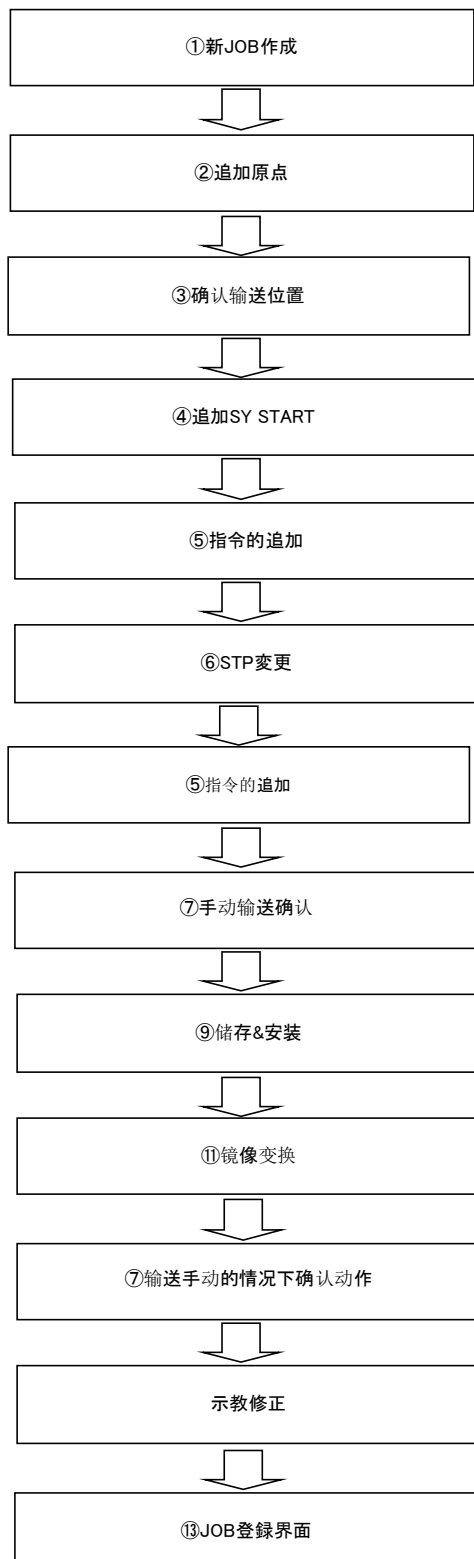 ①新JOB作成
②追加原点
③确认输送位置
④追加SY START
⑤指令的追加
⑥STP変更
⑤指令的追加
⑦手动输送确认
⑨储存&安装
⑪镜像变换
⑦输送手动的情况下确认动作
示教修正
⑬JOB登録界面